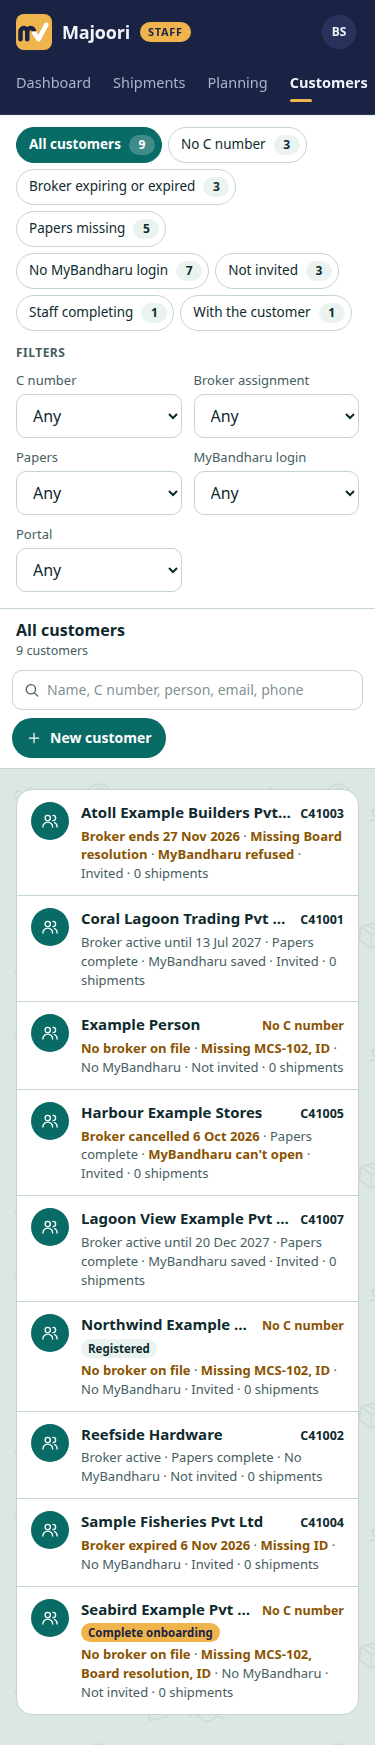 Majoori STAFF BS
Dashboard Shipments Planning Customers
All customers 9 No C number 3
Broker expiring or expired 3
Papers missing 5
No MyBandharu login 7 Not invited 3
Staff completing 1 With the customer 1
FILTERS
C number Broker assignment
Any Any
Papers MyBandharu login
Any Any
Portal
Any
All customers
9 customers
Name, C number, person, email, phone
+ New customer
Atoll Example Builders Pvt... C41003
Broker ends 27 Nov 2026 · Missing Board
resolution · MyBandharu refused ·
Invited · 0 shipments
Coral Lagoon Trading Pvt ... C41001
Broker active until 13 Jul 2027 · Papers
complete · MyBandharu saved · Invited · 0
shipments
Example Person No C number
No broker on file · Missing MCS-102, ID ·
No MyBandharu · Not invited · 0 shipments
Harbour Example Stores C41005
Broker cancelled 6 Oct 2026 · Papers
complete · MyBandharu can't open ·
Invited · 0 shipments
Lagoon View Example Pvt ... C41007
Broker active until 20 Dec 2027 · Papers
complete · MyBandharu saved · Invited · 0
shipments
Northwind Example ... No C number
Registered
No broker on file · Missing MCS-102, ID ·
No MyBandharu · Invited · 0 shipments
Reefside Hardware C41002
Broker active · Papers complete · No
MyBandharu · Not invited · 0 shipments
Sample Fisheries Pvt Ltd C41004
Broker expired 6 Nov 2026 · Missing ID ·
No MyBandharu · Invited · 0 shipments
Seabird Example Pvt ... No C number
Complete onboarding
No broker on file · Missing MCS-102,
Board resolution, ID · No MyBandharu ·
Not invited · 0 shipments